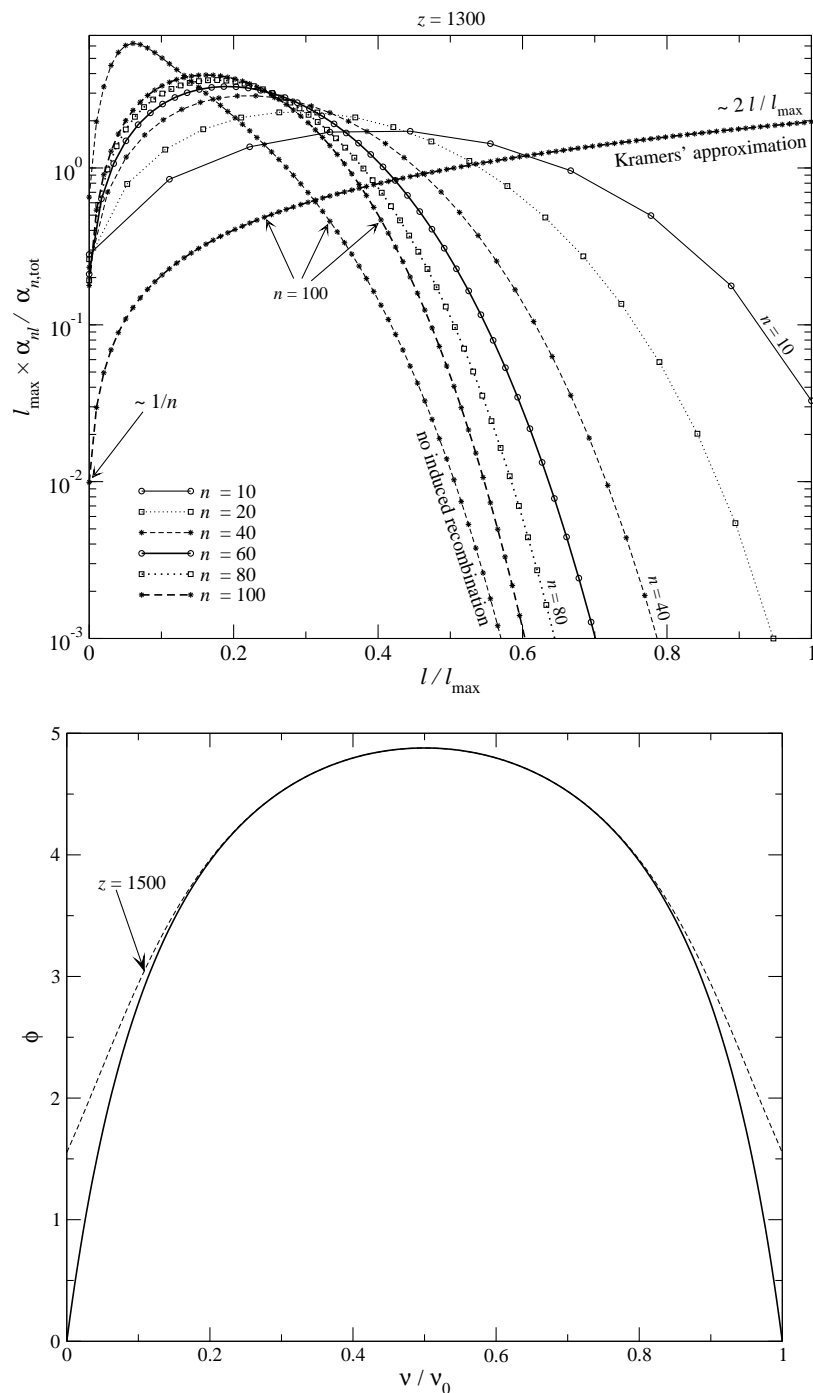 z = 1300
~ 2 l / l_max
Kramers' approximation
l_max × α_nl / α_n,tot
10^0
10^-1
10^-2
10^-3
n = 100
n = 10
~ 1/n
no induced recombination
n = 80
n = 40
n = 10
n = 20
n = 40
n = 60
n = 80
n = 100
0 0.2 0.4 0.6 0.8 1
l / l_max
5
4
3
2
1
0
z = 1500
ϕ
0 0.2 0.4 0.6 0.8 1
ν / ν_0